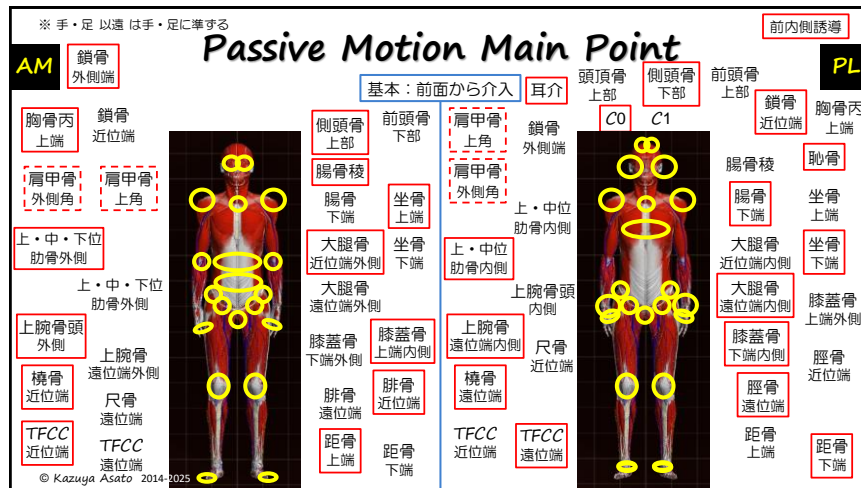 ※ 手・足 以遠 は手・足に準ずる
Passive Motion Main Point
前内側誘導
AM
PL
基本：前面から介入
鎖骨
外側端
胸骨丙
上端
鎖骨
近位端
肩甲骨
外側角
肩甲骨
上角
上・中・下位
肋骨外側
上・中・下位
肋骨外側
上腕骨頭
外側
上腕骨
遠位端外側
橈骨
近位端
尺骨
遠位端
TFCC
近位端
TFCC
遠位端
© Kazuya Asato 2014-2025
側頭骨
上部
前頭骨
下部
腸骨稜
腸骨
下端
坐骨
上端
大腿骨
近位端外側
坐骨
下端
大腿骨
遠位端外側
膝蓋骨
下端外側
膝蓋骨
上端内側
腓骨
遠位端
腓骨
近位端
距骨
上端
距骨
下端
耳介
頭頂骨
上部
側頭骨
下部
前頭骨
上部
C0
C1
肩甲骨
上角
鎖骨
外側端
肩甲骨
外側角
上・中位
肋骨内側
上・中位
肋骨内側
上腕骨頭
内側
上腕骨
遠位端内側
尺骨
近位端
橈骨
遠位端
TFCC
近位端
TFCC
遠位端
鎖骨
近位端
胸骨丙
上端
腸骨稜
恥骨
腸骨
下端
坐骨
上端
大腿骨
近位端内側
坐骨
下端
大腿骨
遠位端内側
膝蓋骨
上端外側
膝蓋骨
下端内側
脛骨
近位端
脛骨
遠位端
距骨
上端
距骨
下端